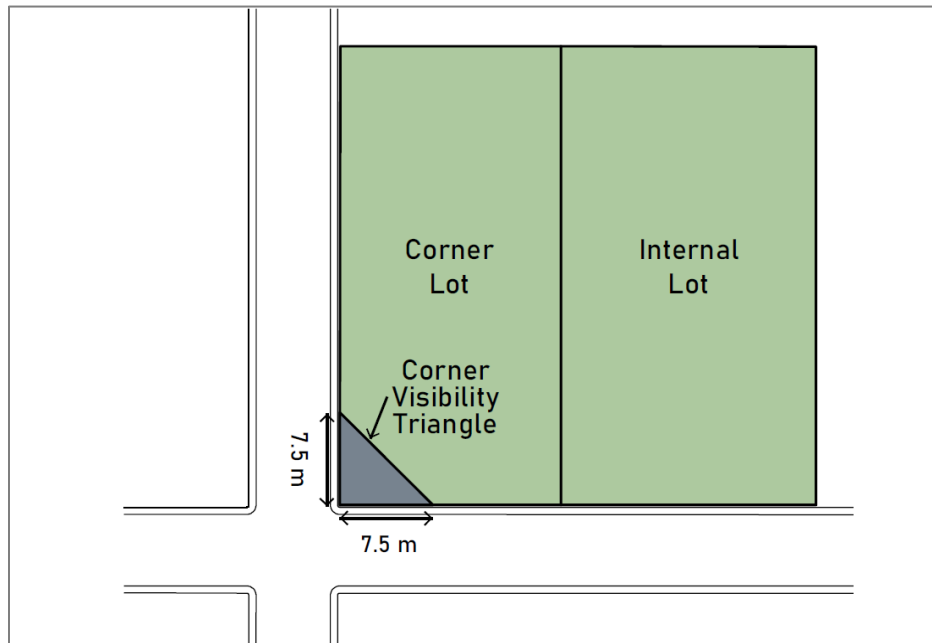 Corner
Lot
Internal
Lot
Corner
Visibility
Triangle
7.5 m
7.5 m